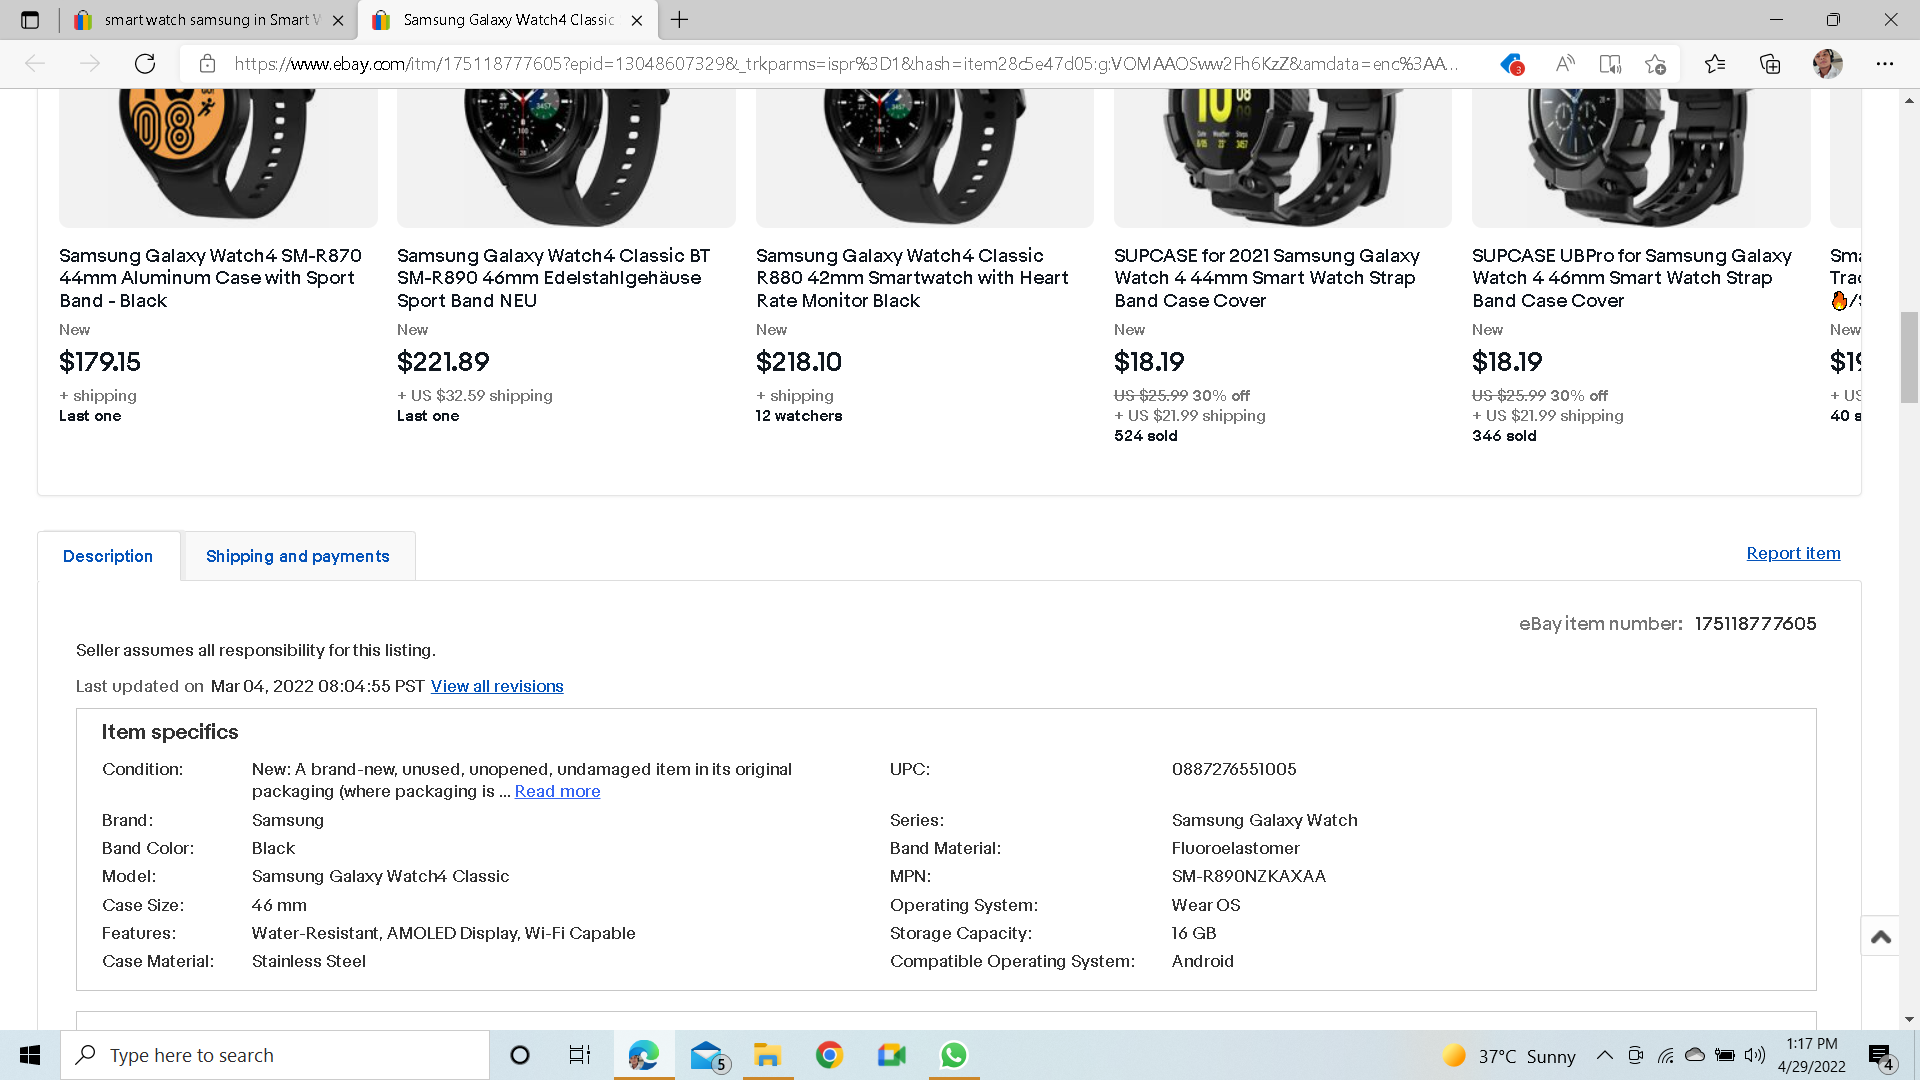 smart watch samsung in Smart
Samsung Galaxy Watch4 Classic
https://www.ebay.com/itm/175118777605?epid=13048607329&_trkparms=ispr%3D1&hash=item28c5e47d05:g:VOMAAOSww2Fh6KzZ&amdata=enc%3AA...
3
Samsung Galaxy Watch4 SM-R870
44mm Aluminum Case with Sport
Band - Black
New
$179.15
+ shipping
Last one
Samsung Galaxy Watch4 Classic BT
SM-R890 46mm Edelstahlgehäuse
Sport Band NEU
New
$221.89
+ US $32.59 shipping
Last one
Samsung Galaxy Watch4 Classic
R880 42mm Smartwatch with Heart
Rate Monitor Black
New
$218.10
+ shipping
12 watchers
SUPCASE for 2021 Samsung Galaxy
Watch 4 44mm Smart Watch Strap
Band Case Cover
New
$18.19
US $25.99 30% off
+ US $21.99 shipping
524 sold
SUPCASE UBPro for Samsung Galaxy
Watch 4 46mm Smart Watch Strap
Band Case Cover
New
$18.19
US $25.99 30% off
+ US $21.99 shipping
346 sold
New
+ US
40
Description
Shipping and payments
Report item
eBay item number: 175118777605
Seller assumes all responsibility for this listing.
Last updated on Mar 04, 2022 08:04:55 PST View all revisions
Item specifics
Condition: New: A brand-new, unused, unopened, undamaged item in its original
packaging (where packaging is ... Read more
UPC: 0887276551005
Brand: Samsung
Series: Samsung Galaxy Watch
Band Color: Black
Band Material: Fluoroelastomer
Model: Samsung Galaxy Watch4 Classic
MPN: SM-R890NZKAXAA
Case Size: 46 mm
Operating System: Wear OS
Features: Water-Resistant, AMOLED Display, Wi-Fi Capable
Storage Capacity: 16 GB
Case Material: Stainless Steel
Compatible Operating System: Android
Type here to search
5
37°C Sunny
1:17 PM
4/29/2022
4